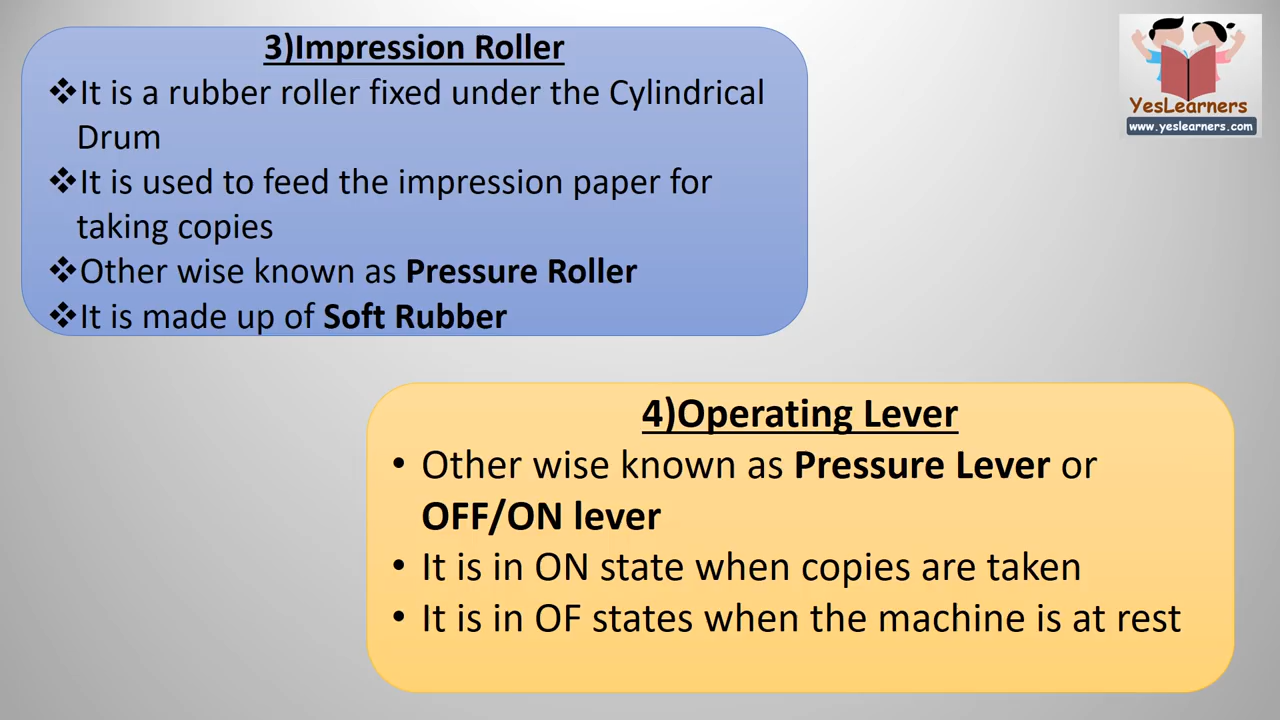 3)Impression Roller
❖It is a rubber roller fixed under the Cylindrical
Drum
❖It is used to feed the impression paper for
taking copies
❖Other wise known as Pressure Roller
❖It is made up of Soft Rubber
YesLearners
www.yeslearners.com
4)Operating Lever
• Other wise known as Pressure Lever or
OFF/ON lever
• It is in ON state when copies are taken
• It is in OF states when the machine is at rest